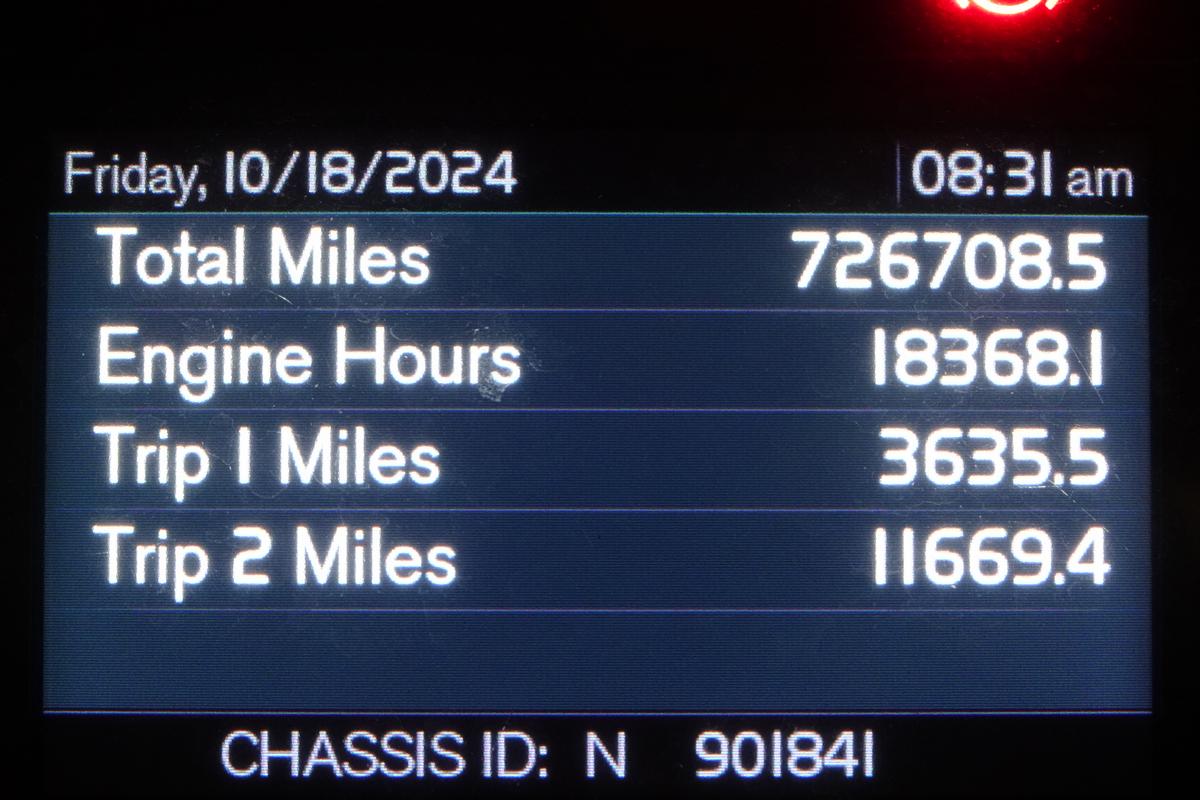 Friday, 10/18/2024 08:31 am
Total Miles 726708.5
Engine Hours 18368.1
Trip 1 Miles 3635.5
Trip 2 Miles 11669.4
CHASSIS ID: N 901841